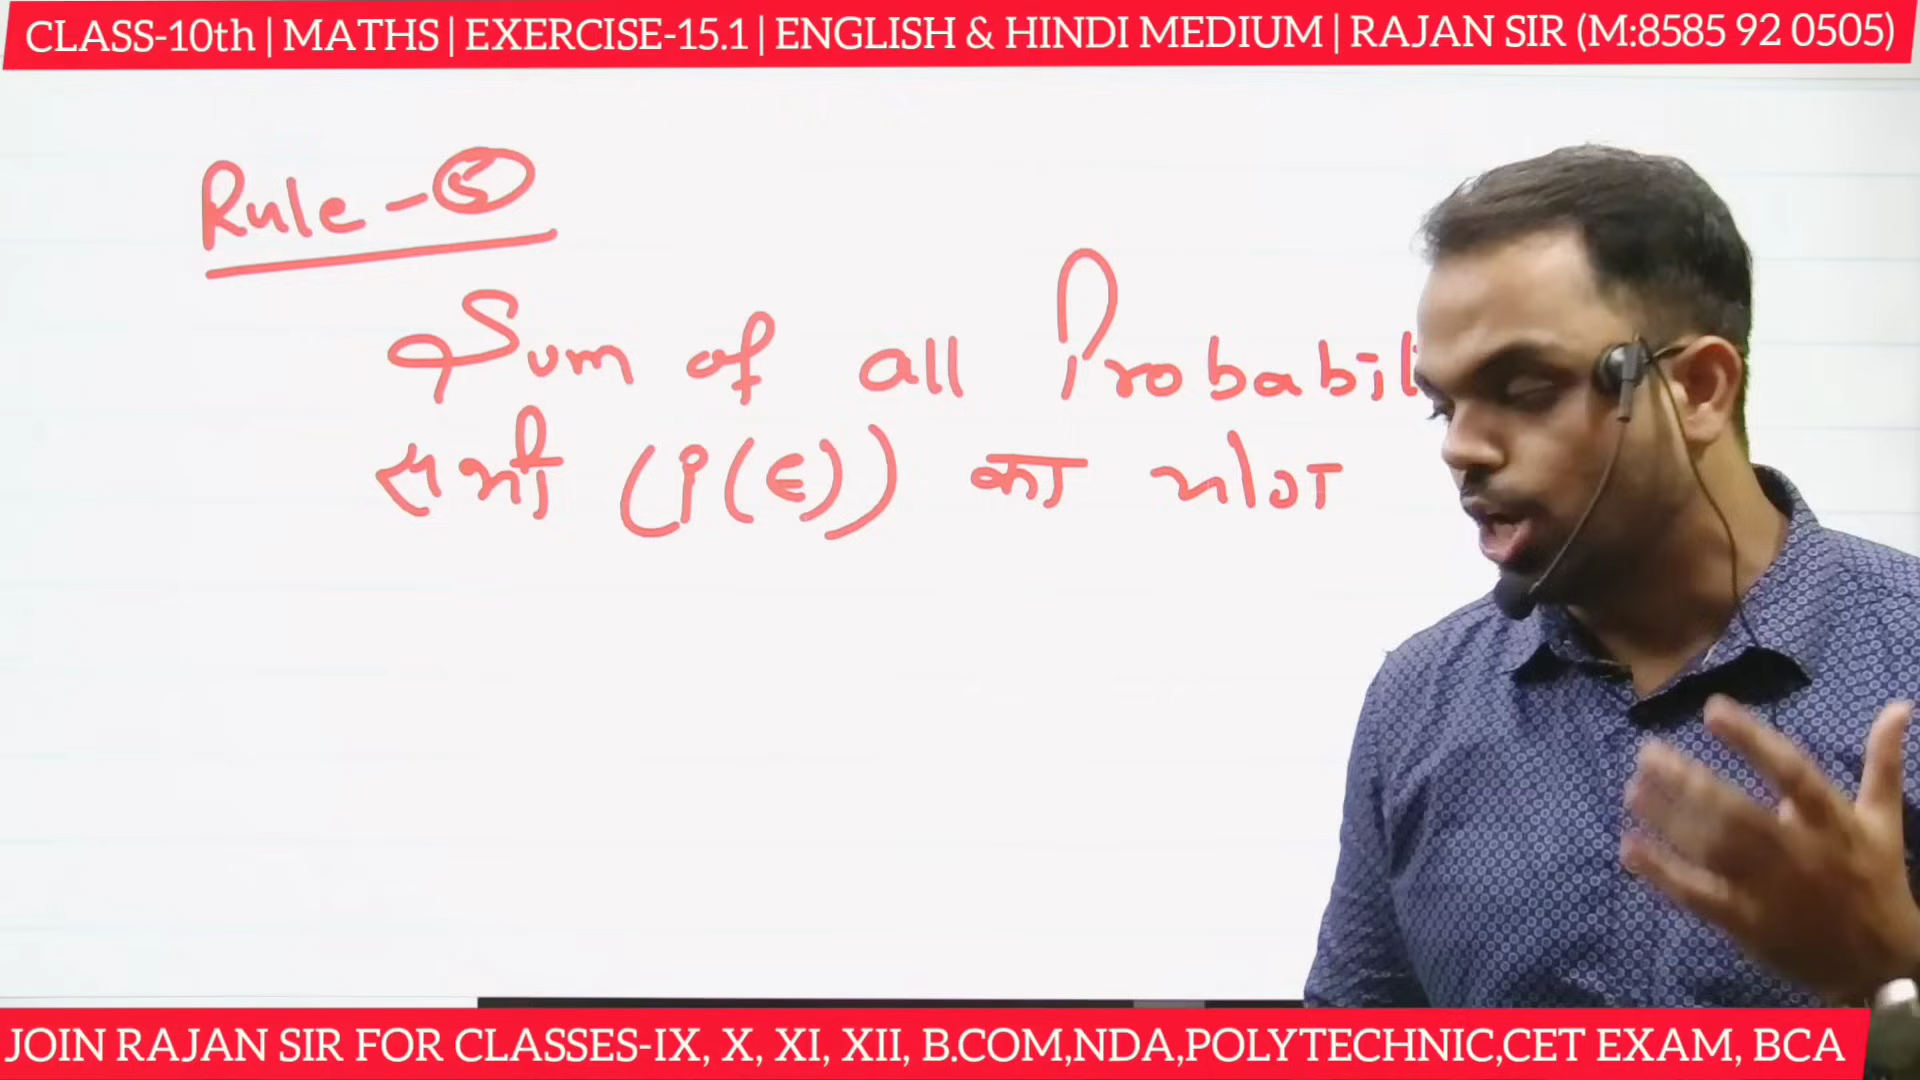 CLASS-10th | MATHS | EXERCISE-15.1 | ENGLISH & HINDI MEDIUM | RAJAN SIR (M:8585 92 0505)
Rule-5
Sum of all Probabil
सभी (P(E)) का
JOIN RAJAN SIR FOR CLASSES-IX, X, XI, XII, B.COM,NDA,POLYTECHNIC,CET EXAM, BCA